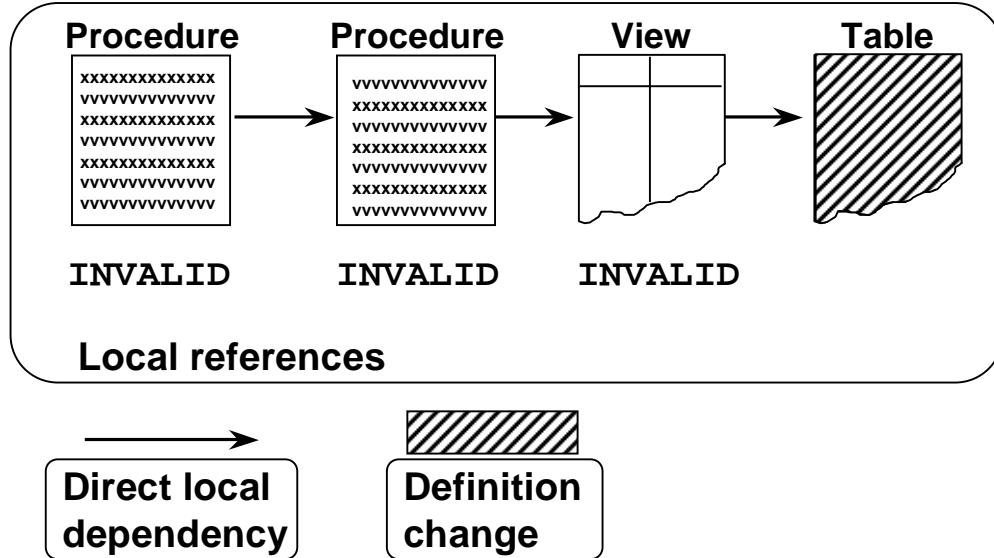 Procedure Procedure View Table
xxxxxxxxxxxxxx
vvvvvvvvvvvvvv
xxxxxxxxxxxxxx
vvvvvvvvvvvvvv
xxxxxxxxxxxxxx
vvvvvvvvvvvvvv
vvvvvvvvvvvvvv
vvvvvvvvvvvvvv
xxxxxxxxxxxxxx
vvvvvvvvvvvvvv
xxxxxxxxxxxxxx
vvvvvvvvvvvvvv
xxxxxxxxxxxxxx
vvvvvvvvvvvvvv
INVALID INVALID INVALID
Local references
Direct local
dependency
Definition
change